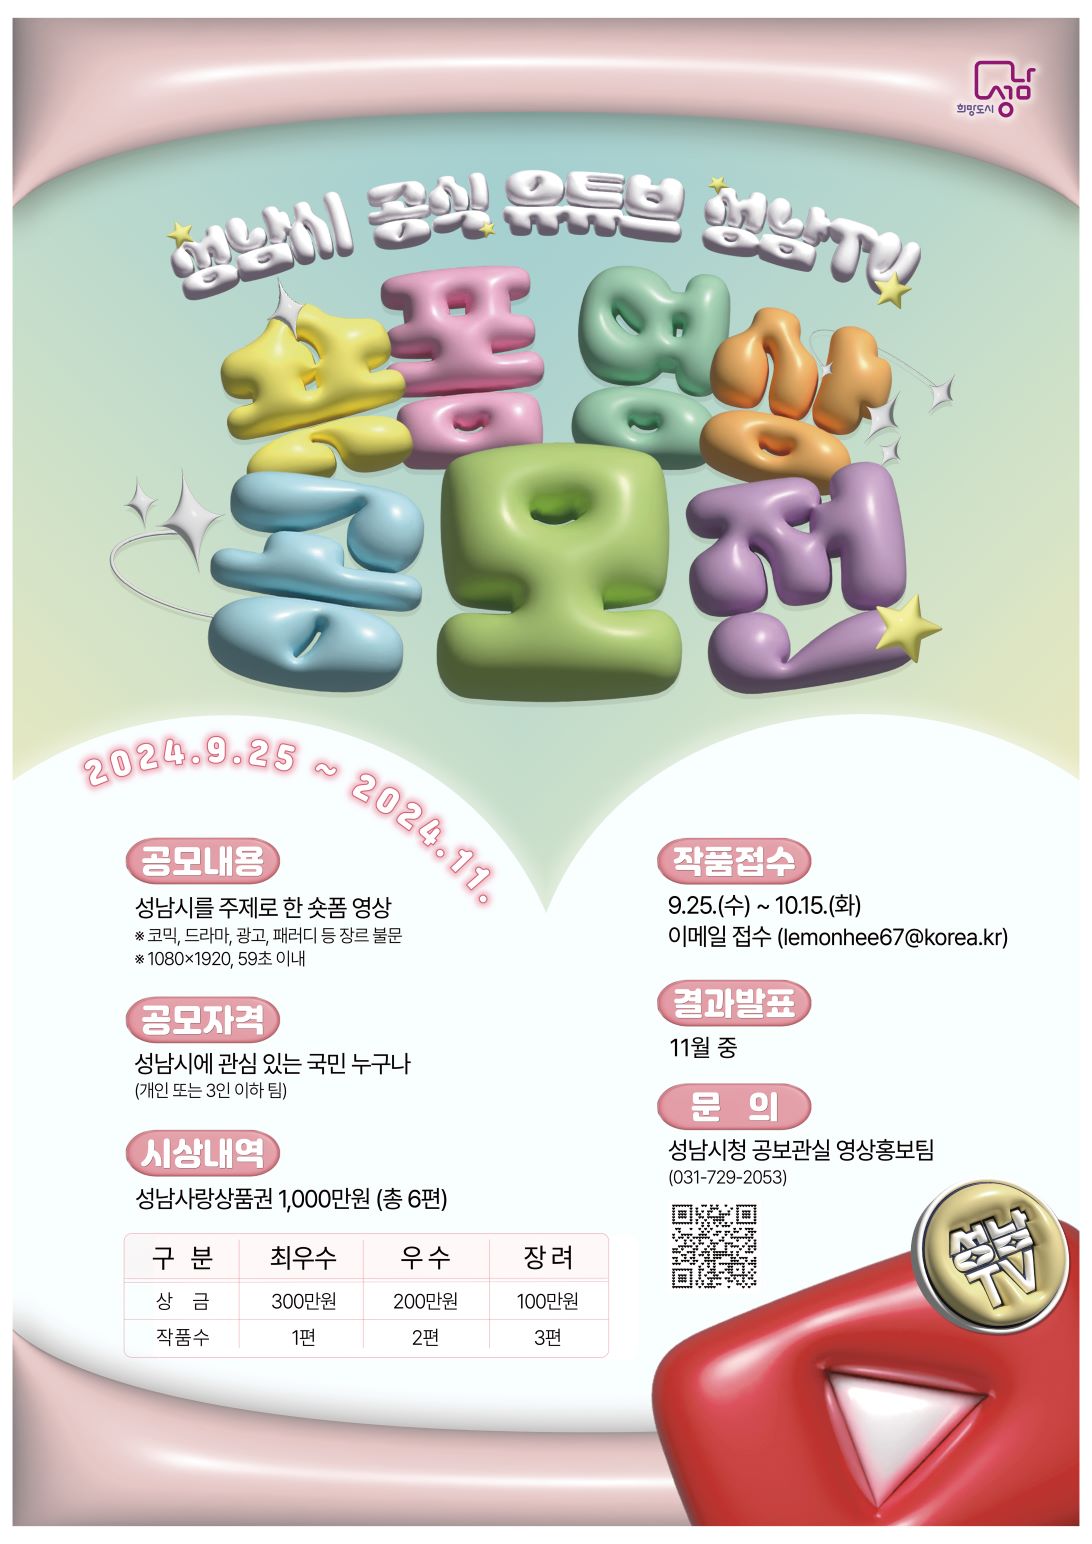 성남
희망도시
성남시 공식 유튜브 성남TV
숏폼 영상
공모전
2024.9.25 ~ 2024.11.
공모내용
성남시를 주제로 한 숏폼 영상
※ 코믹, 드라마, 광고, 패러디 등 장르 불문
※ 1080×1920, 59초 이내
공모자격
성남시에 관심 있는 국민 누구나
(개인 또는 3인 이하 팀)
시상내역
성남사랑상품권 1,000만원 (총 6편)
구 분 최우수 우 수 장 려
상 금 300만원 200만원 100만원
작품수 1편 2편 3편
작품접수
9.25.(수) ~ 10.15.(화)
이메일 접수 (lemonhee67@korea.kr)
결과발표
11월 중
문 의
성남시청 공보관실 영상홍보팀
(031-729-2053)
성남
TV